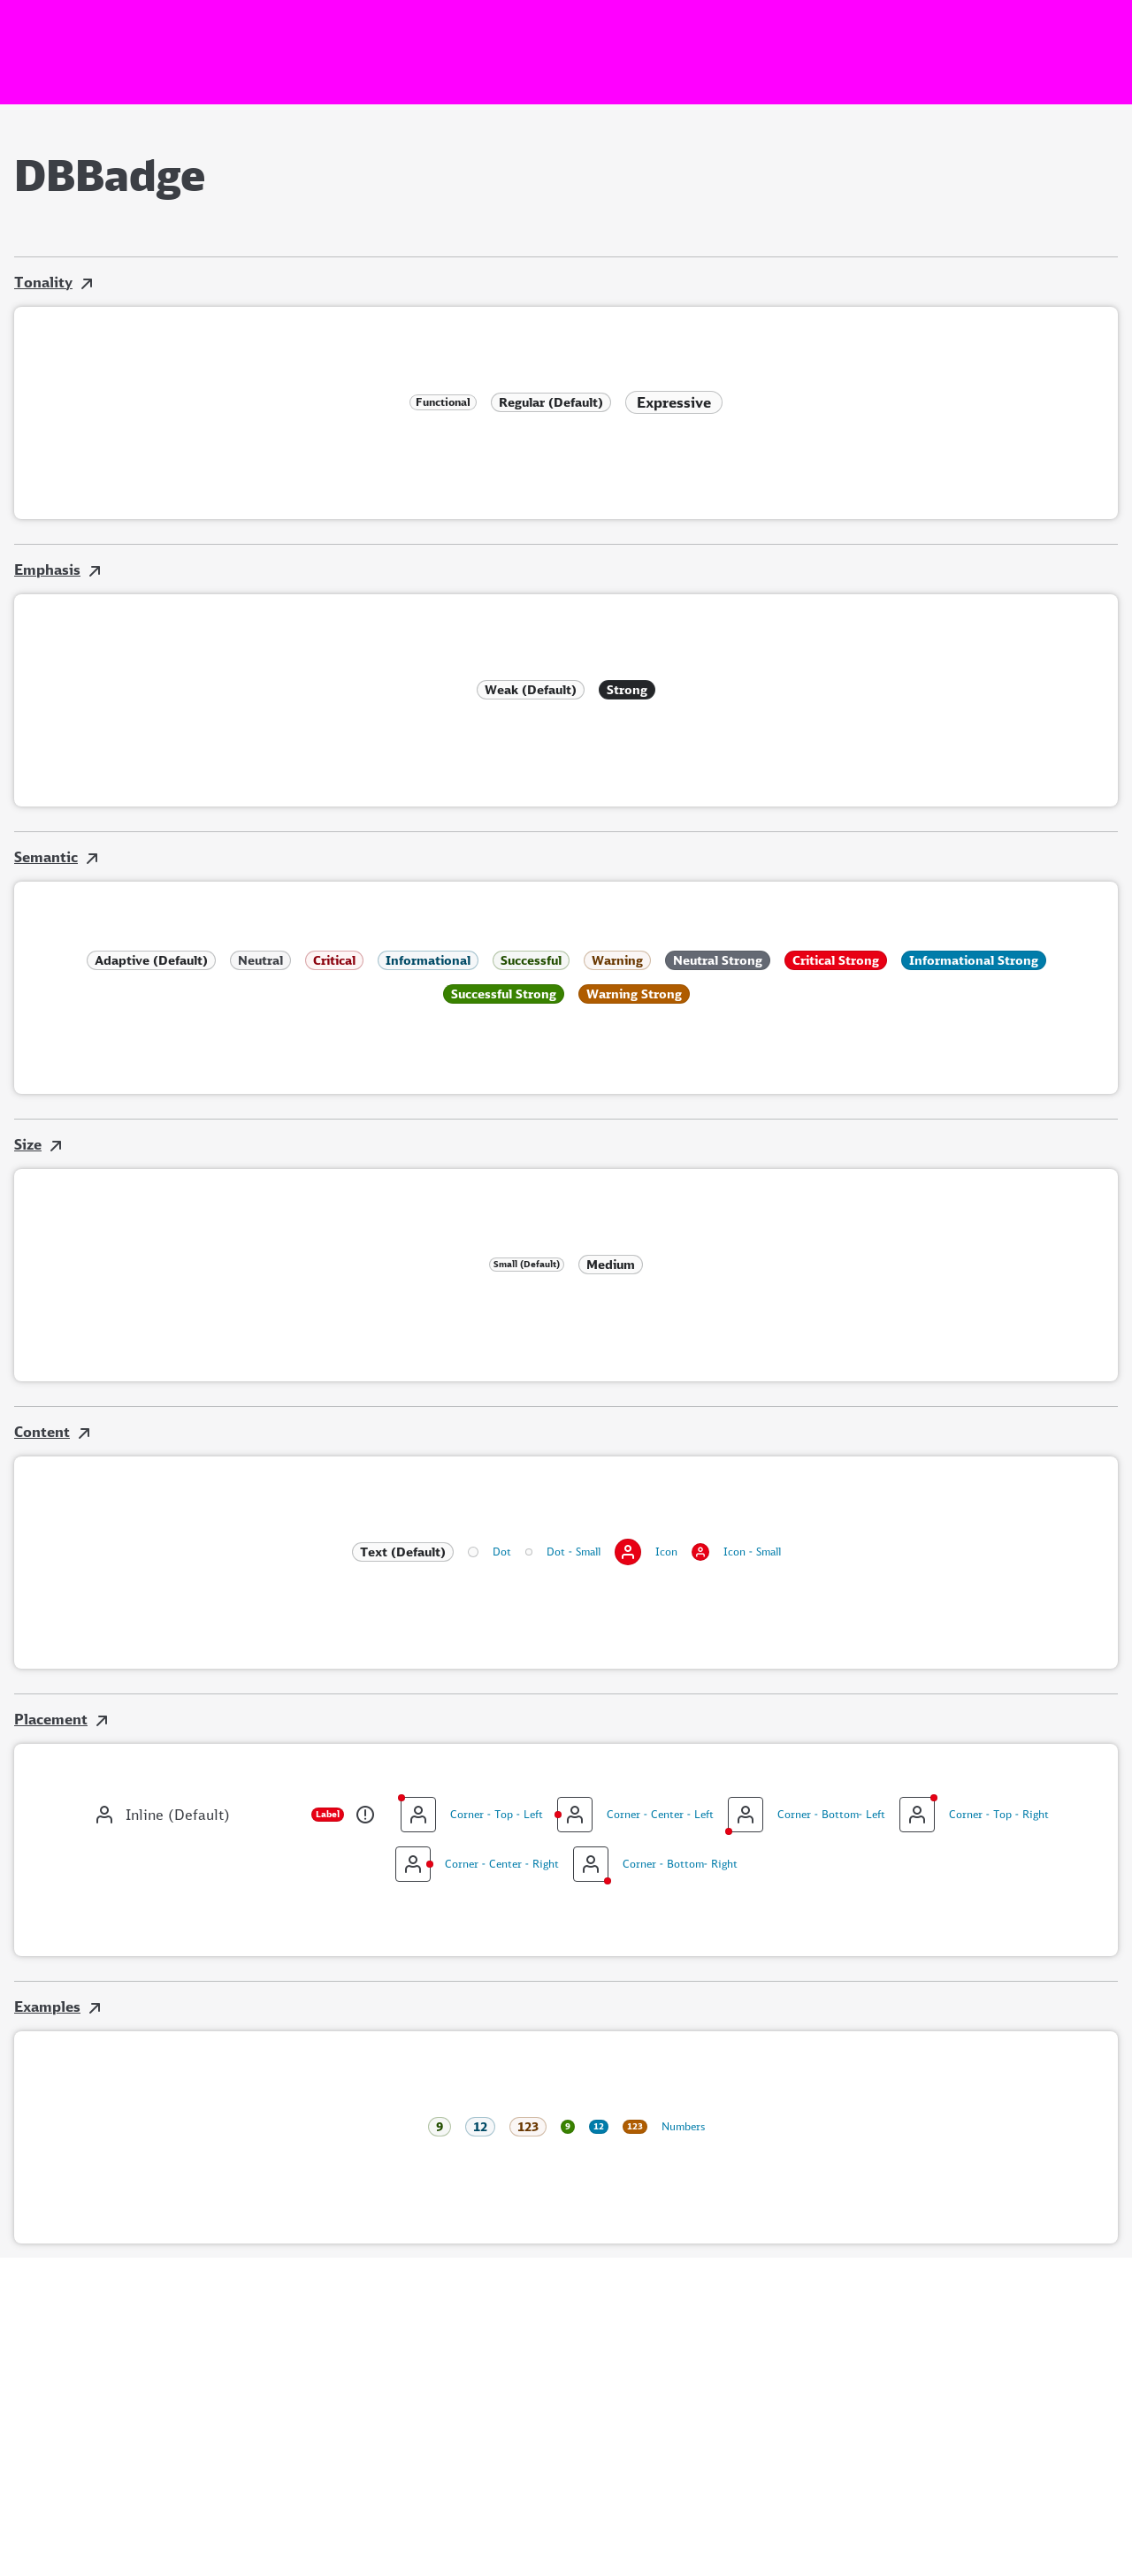 DBBadge
Tonality
Functional Regular (Default) Expressive
Emphasis
Weak (Default) Strong
Semantic
Adaptive (Default) Neutral Critical Informational Successful Warning Neutral Strong Critical Strong Informational Strong
Successful Strong Warning Strong
Size
Small (Default) Medium
Content
Text (Default) Dot Dot - Small Icon Icon - Small
Placement
Inline (Default) Label Corner - Top - Left Corner - Center - Left Corner - Bottom- Left Corner - Top - Right
Corner - Center - Right Corner - Bottom- Right
Examples
9 12 123 9 12 123 Numbers